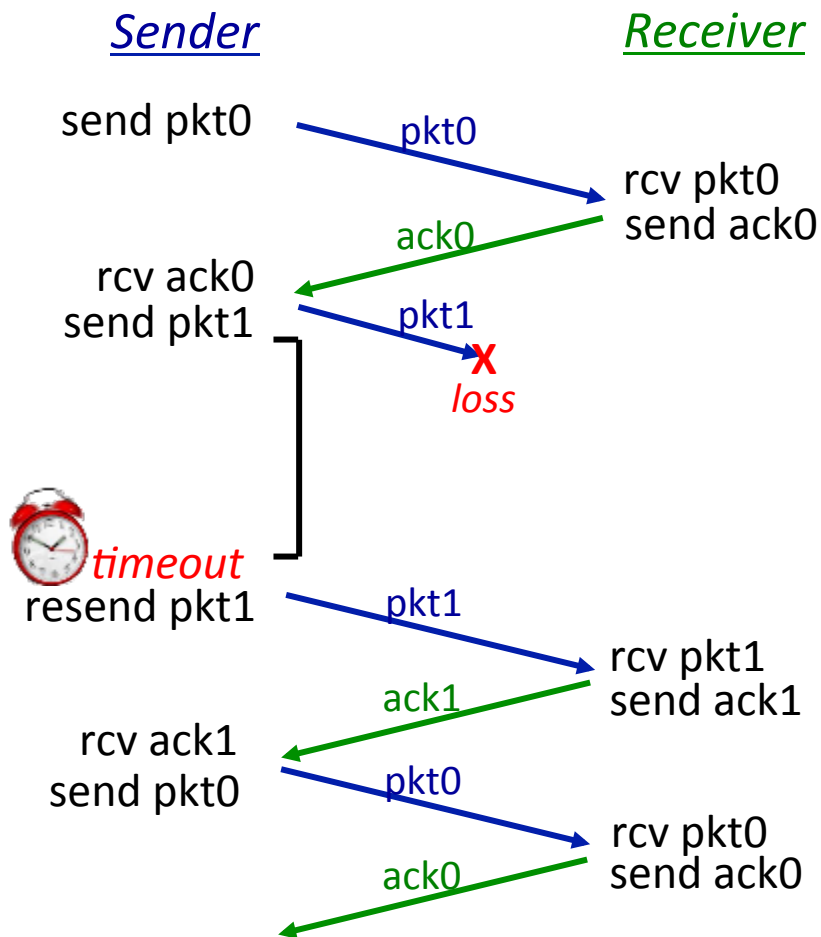 Sender
Receiver
send pkt0
pkt0
rcv pkt0
send ack0
ack0
rcv ack0
send pkt1
pkt1
X
loss
timeout
resend pkt1
pkt1
rcv pkt1
send ack1
ack1
rcv ack1
send pkt0
pkt0
rcv pkt0
send ack0
ack0